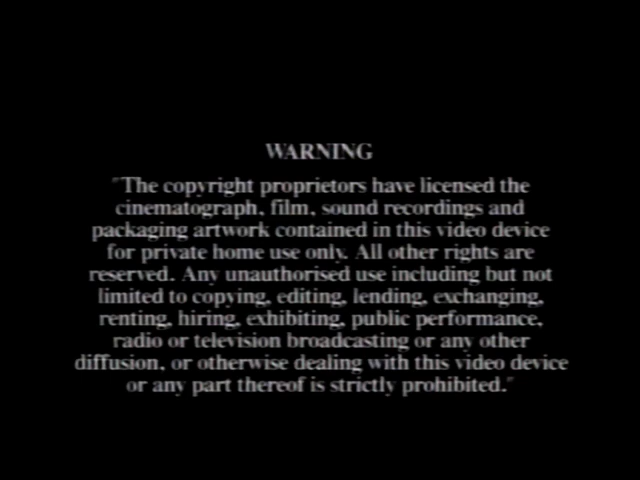 WARNING
"The copyright proprietors have licensed the
cinematograph, film, sound recordings and
packaging artwork contained in this video device
for private home use only. All other rights are
reserved. Any unauthorised use including but not
limited to copying, editing, lending, exchanging,
renting, hiring, exhibiting, public performance,
radio or television broadcasting or any other
diffusion, or otherwise dealing with this video device
or any part thereof is strictly prohibited."